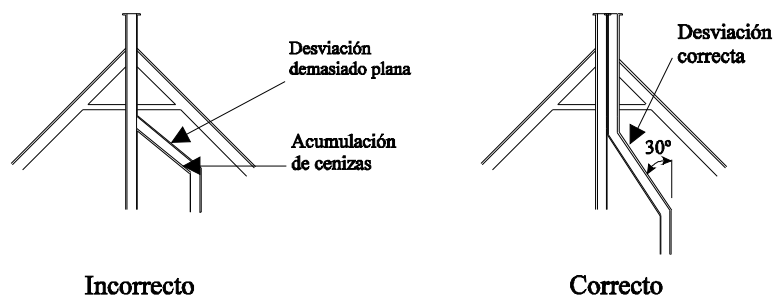 Desviación
demasiado plana
Acumulación
de cenizas
Incorrecto
Desviación
correcta
30º
Correcto